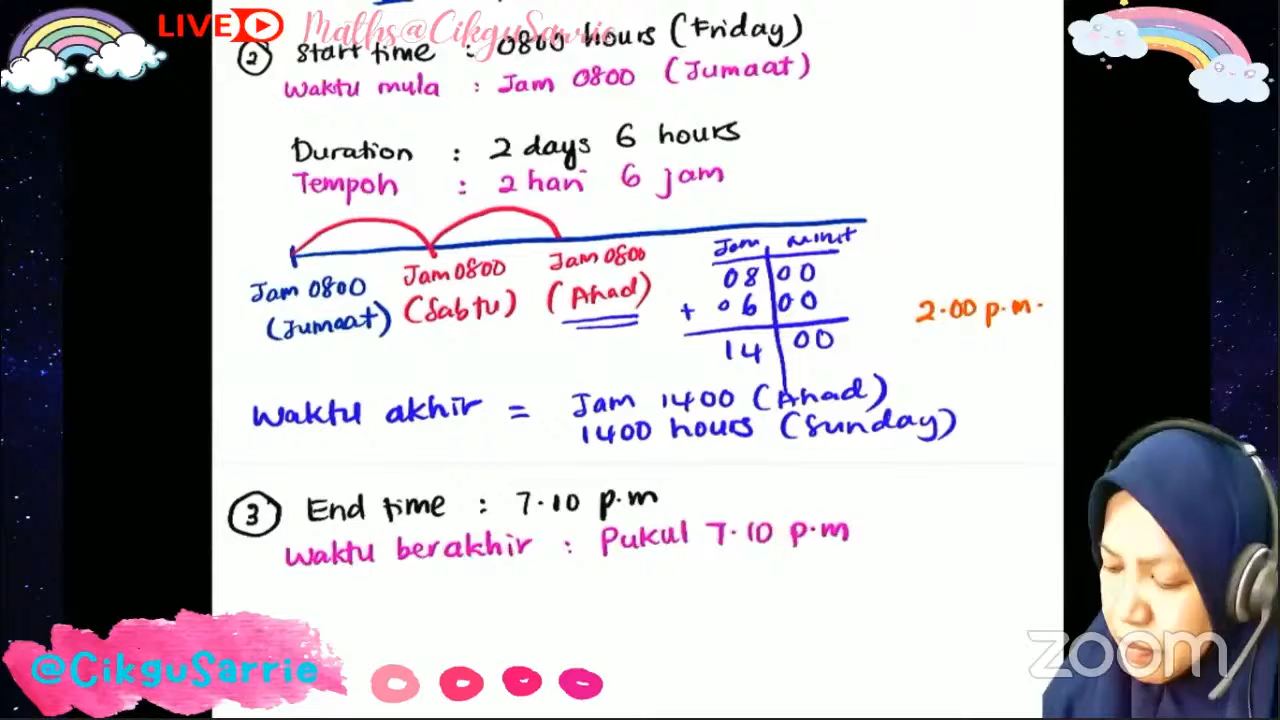 LIVE Maths@CikguSarrie
② Start time : 0800 hours (Friday)
Waktu mula : Jam 0800 (Jumaat)
Duration : 2 days 6 hours
Tempoh : 2 hari 6 jam
Jam 0800 Jam 0800 Jam 0800
(Jumaat) (Sabtu) (Ahad)
Jam Minit
08 00
+ 06 00
14 00
2.00 p.m.
Waktu akhir = Jam 1400 (Ahad)
1400 hours (Sunday)
③ End time : 7.10 p.m
Waktu berakhir : Pukul 7.10 p.m
@CikguSarrie
zoom